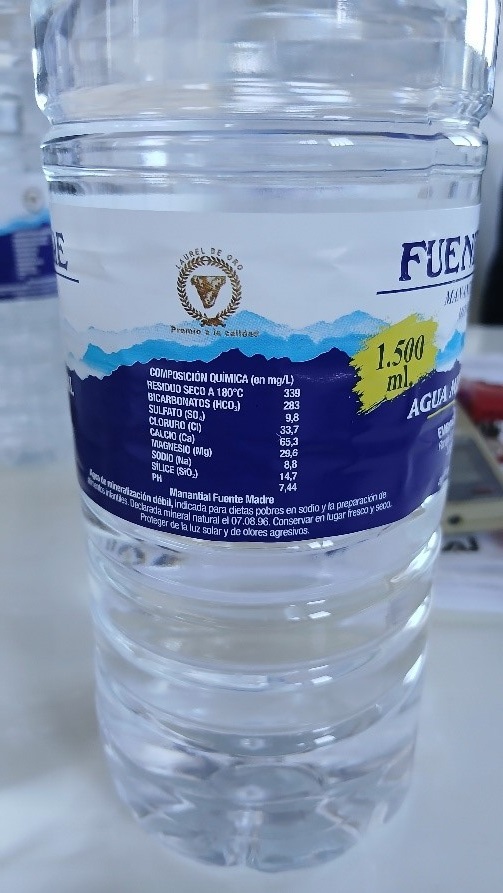 DE
LAUREL DE ORO
Premio a la calidad
FUEN
1.500
ml.
AGUA
COMPOSICIÓN QUÍMICA (en mg/L)
RESIDUO SECO A 180°C 339
BICARBONATOS (HCO₃) 283
SULFATO (SO₄) 9,8
CLORURO (Cl) 33,7
CALCIO (Ca) 65,3
MAGNESIO (Mg) 29,6
SODIO (Na) 8,8
SÍLICE (SiO₂) 14,7
PH 7,44
Manantial Fuente Madre
Agua de mineralización débil, indicada para dietas pobres en sodio y la preparación de
alimentos infantiles. Declarada mineral natural el 07.08.96. Conservar en lugar fresco y seco.
Proteger de la luz solar y de olores agresivos.